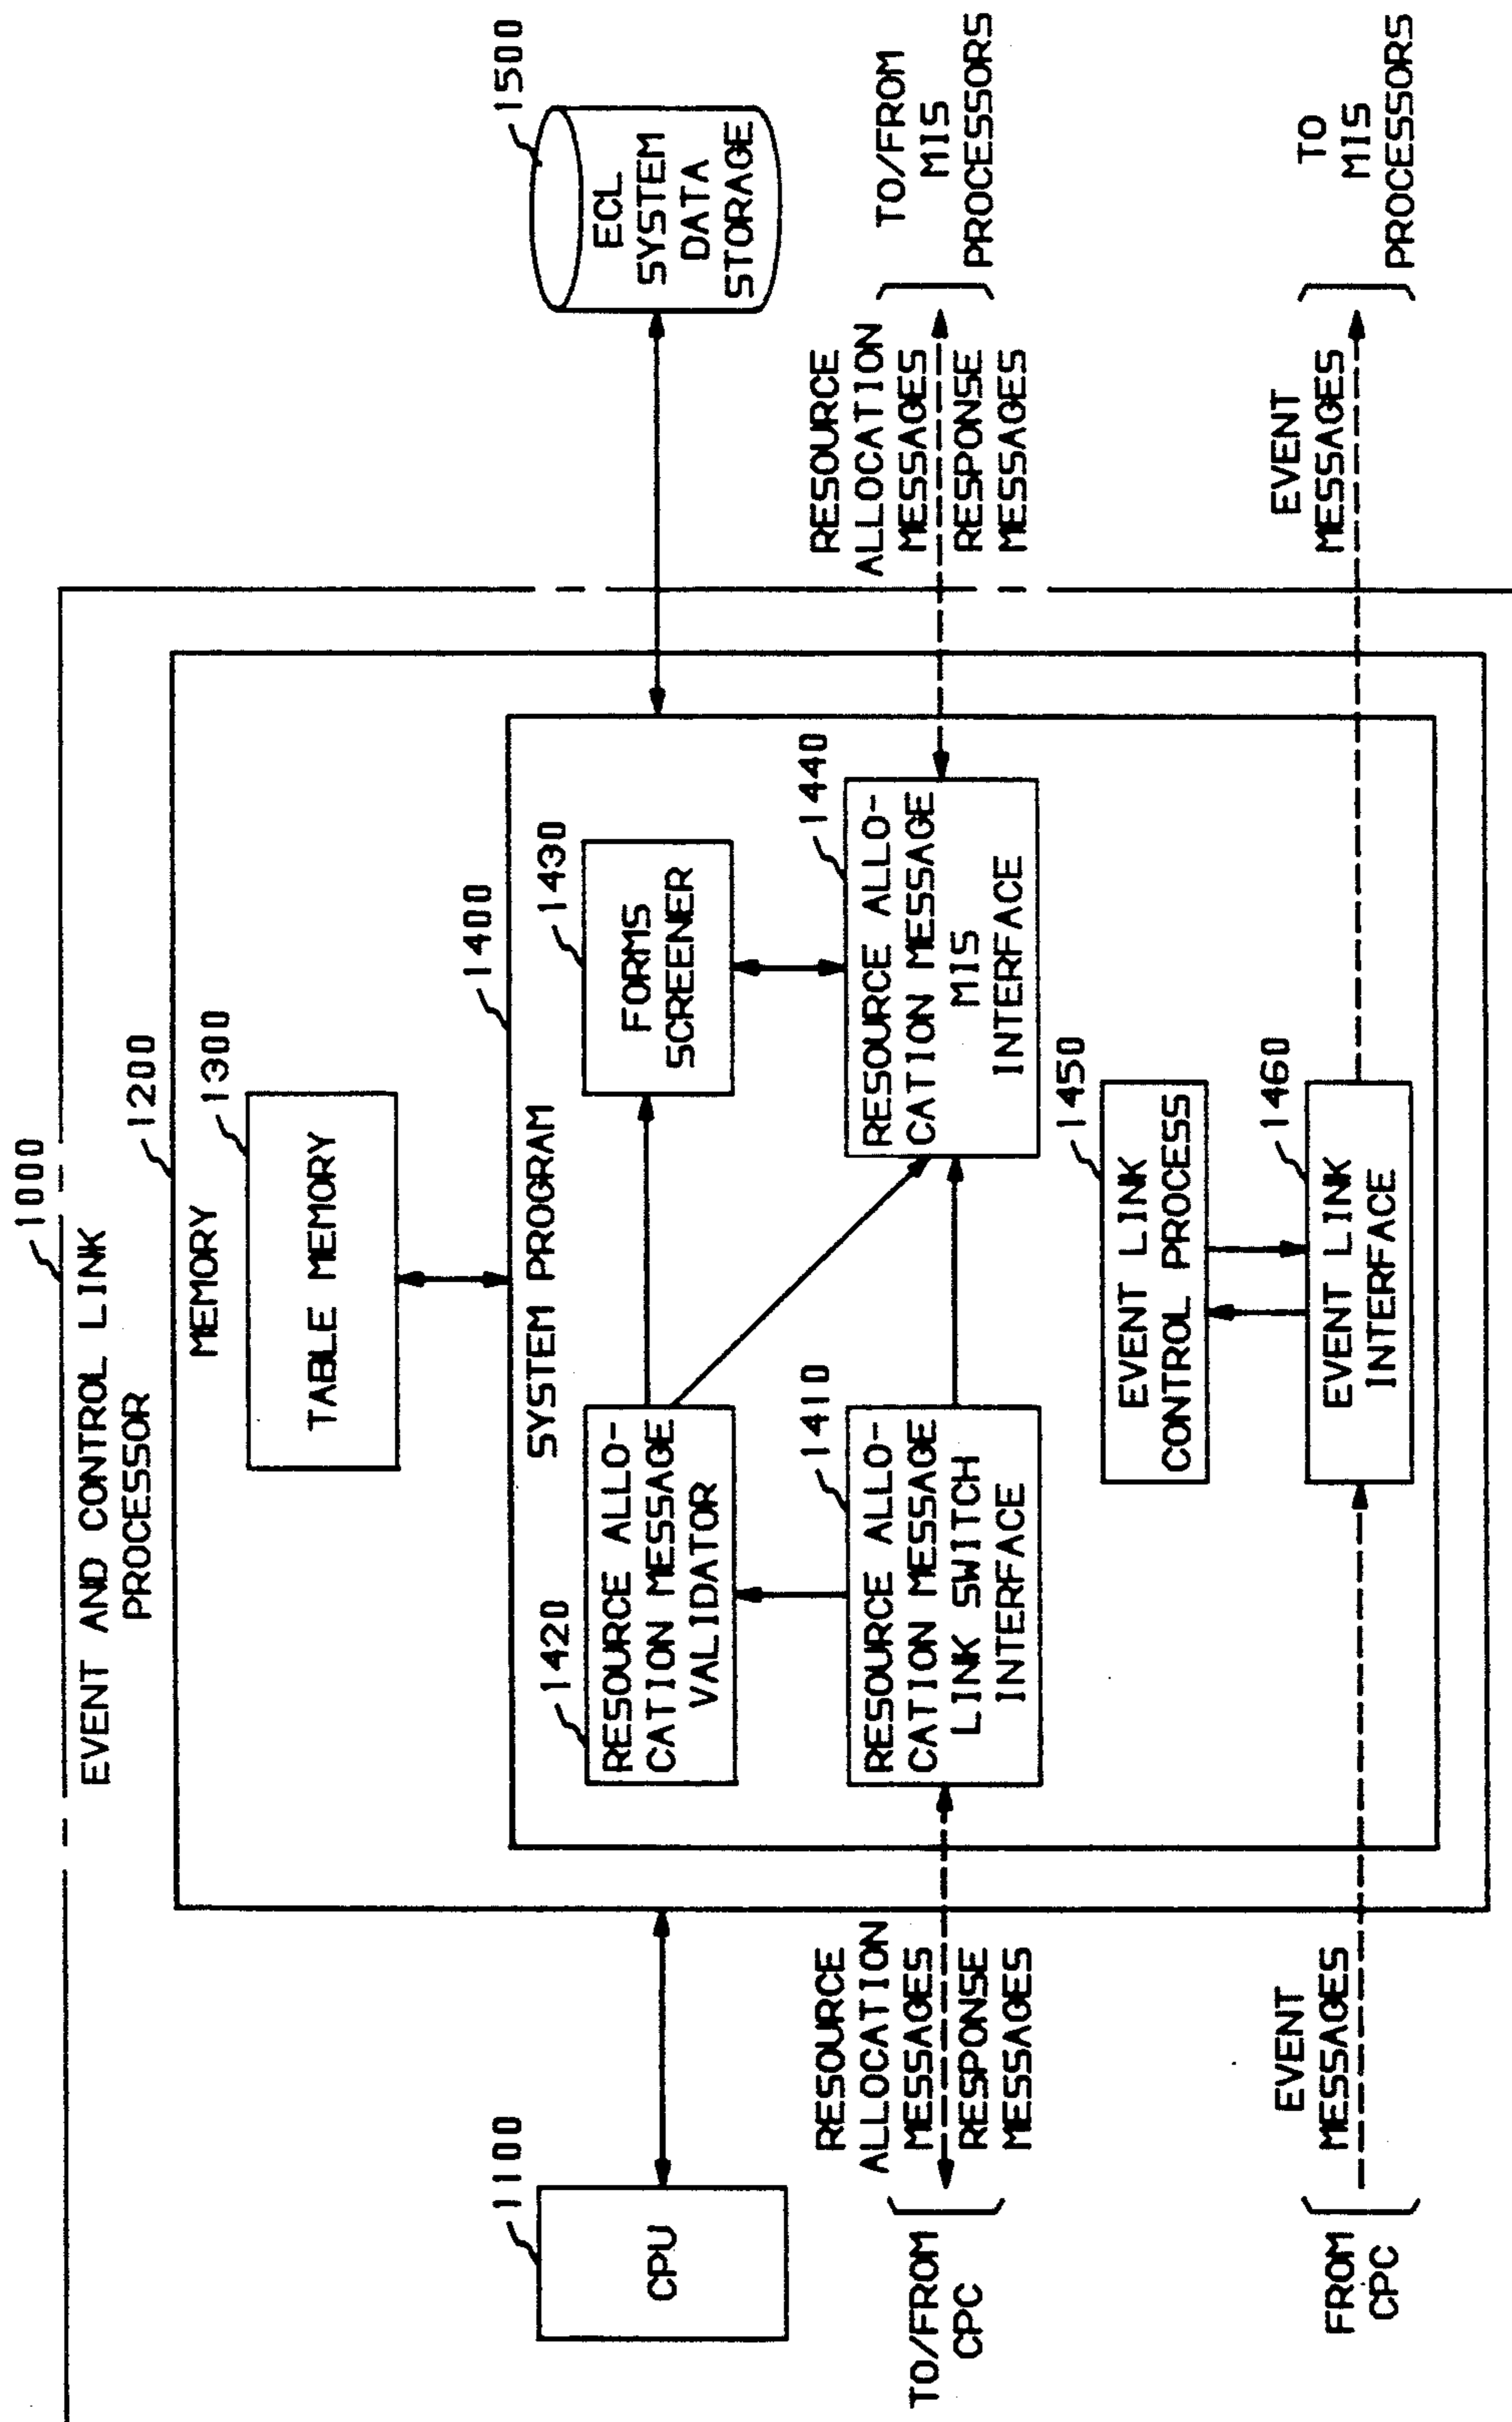 1000
EVENT AND CONTROL LINK
PROCESSOR
1200
MEMORY
1300
TABLE MEMORY
1100
CPU
1500
ECL
SYSTEM
DATA
STORAGE
1400
SYSTEM PROGRAM
1420
RESOURCE ALLO-
CATION MESSAGE
VALIDATOR
1430
FORMS
SCREENER
1410
RESOURCE ALLO-
CATION MESSAGE
LINK SWITCH
INTERFACE
1440
RESOURCE ALLO-
CATION MESSAGE
MIS
INTERFACE
1450
EVENT LINK
CONTROL PROCESS
1460
EVENT LINK
INTERFACE
TO/FROM
CPC
RESOURCE
ALLOCATION
MESSAGES
RESPONSE
MESSAGES
RESOURCE
ALLOCATION
MESSAGES
RESPONSE
MESSAGES
TO/FROM
MIS
PROCESSORS
FROM
CPC
EVENT
MESSAGES
EVENT
MESSAGES
TO
MIS
PROCESSORS